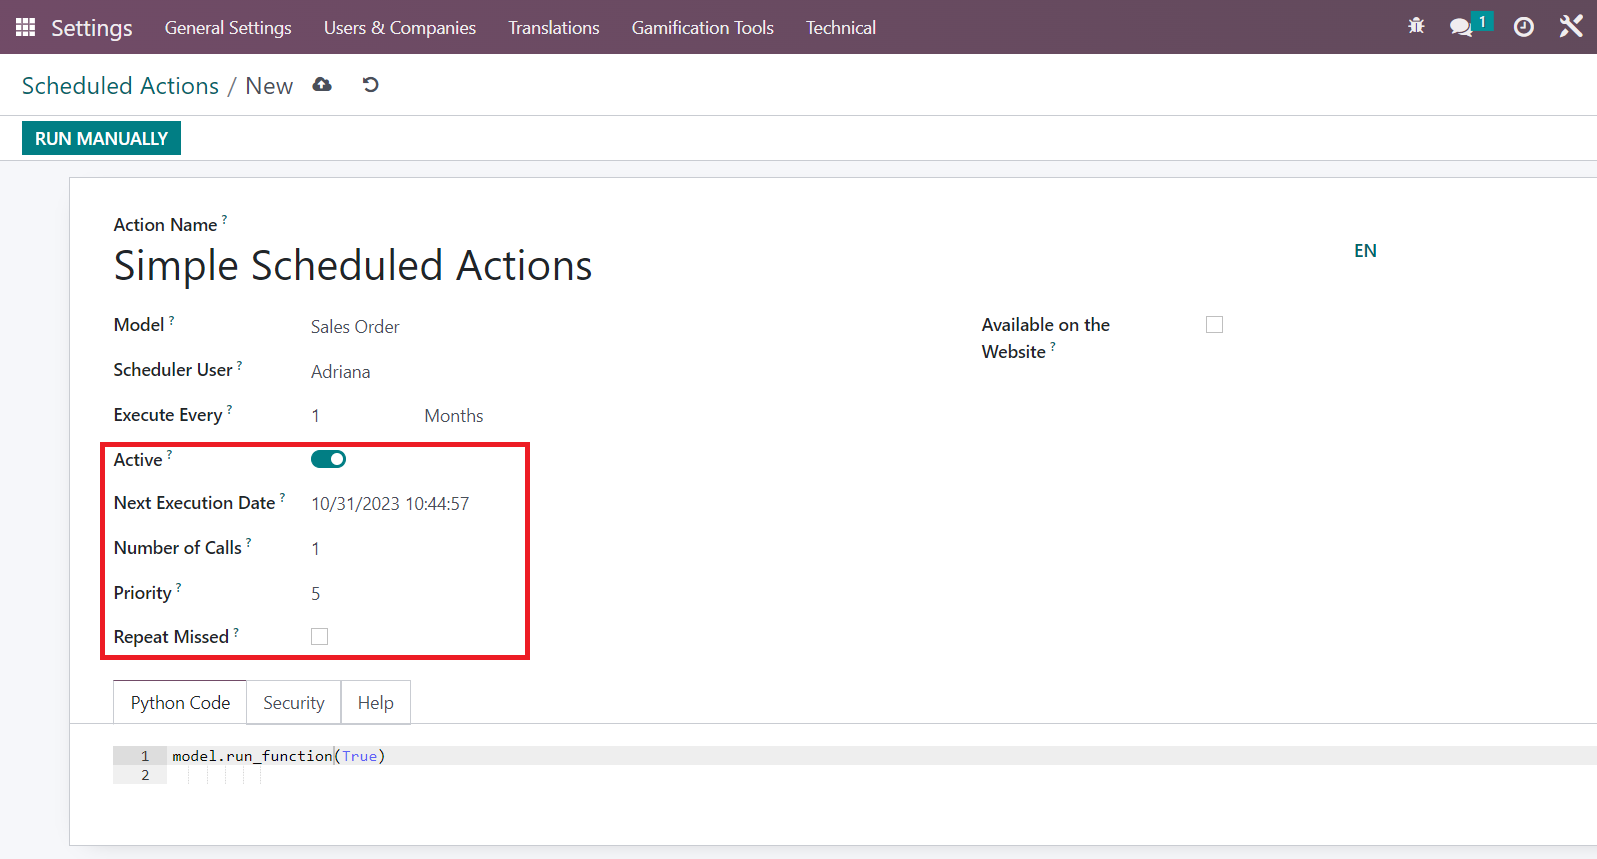 Settings General Settings Users & Companies Translations Gamification Tools Technical 1
Scheduled Actions / New
RUN MANUALLY
Action Name ?
Simple Scheduled Actions
EN
Model ? Sales Order
Available on the
Website ?
Scheduler User ? Adriana
Execute Every ? 1 Months
Active ?
Next Execution Date ? 10/31/2023 10:44:57
Number of Calls ? 1
Priority ? 5
Repeat Missed ?
Python Code Security Help
1 model.run_function(True)
2